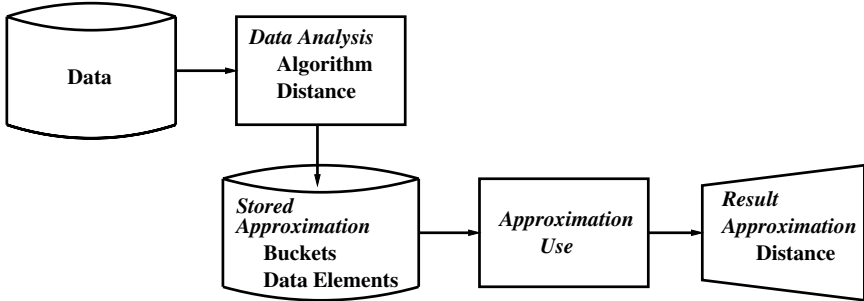 Data
Data Analysis
Algorithm
Distance
Stored
Approximation
Buckets
Data Elements
Approximation
Use
Result
Approximation
Distance